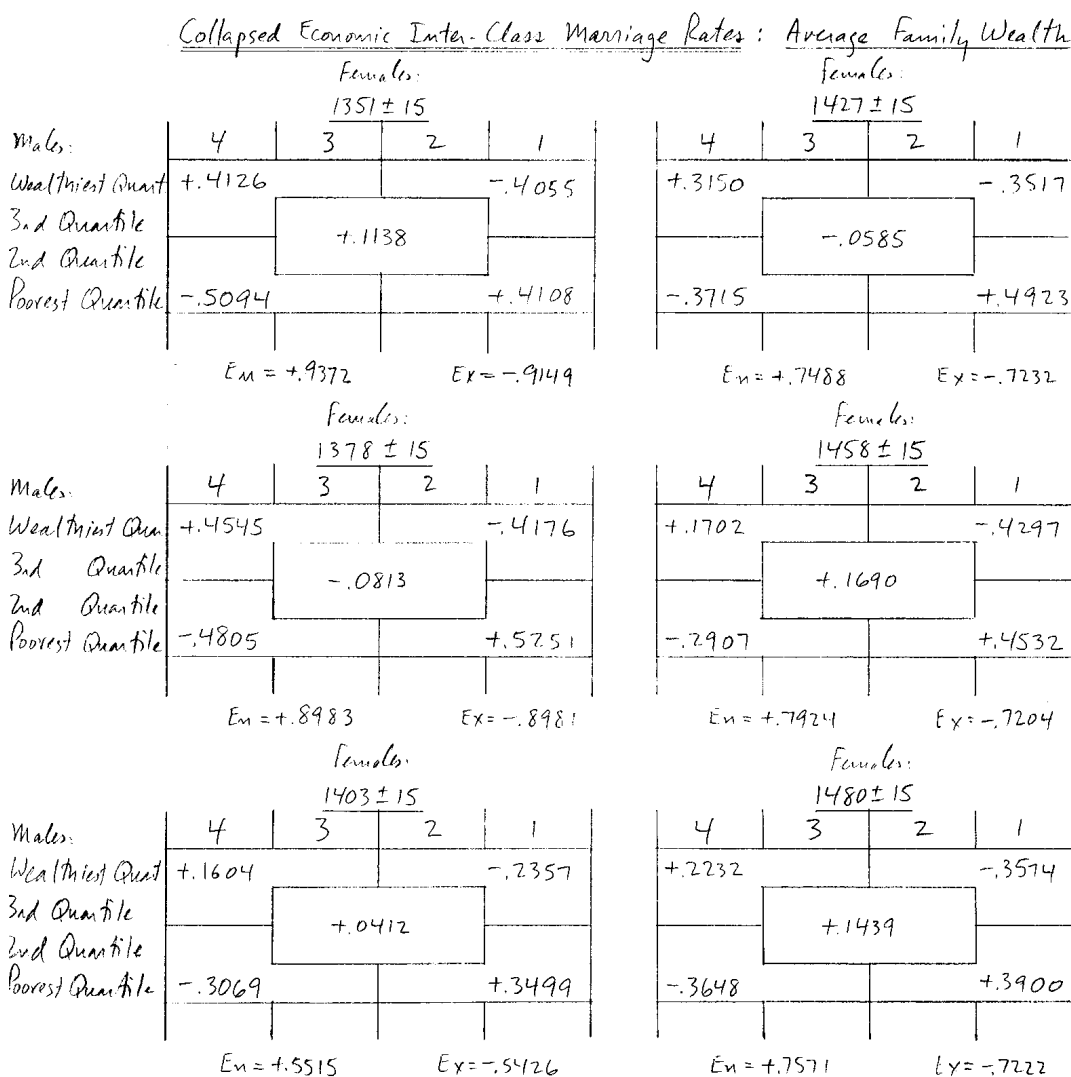 Collapsed Economic Inter-Class Marriage Rates: Average Family Wealth
Females:
1351 ± 15
Males: 4 3 2 1
Wealthiest Quart +.4126 -.4055
3rd Quartile
+.1138
2nd Quartile
Poorest Quartile -.5094 +.4108
En = +.9372 Ex = -.9149
Females:
1427 ± 15
4 3 2 1
+.3150 -.3517
-.0585
-.3715 +.4923
En = +.7488 Ex = -.7232
Females:
1378 ± 15
Males: 4 3 2 1
Wealthiest Quar +.4545 -.4176
3rd Quartile
-.0813
2nd Quartile
Poorest Quartile -.4805 +.5251
En = +.8983 Ex = -.8981
Females:
1458 ± 15
4 3 2 1
+.1702 -.4297
+.1690
-.2907 +.4532
En = +.7924 Ex = -.7204
Females:
1403 ± 15
Males: 4 3 2 1
Wealthiest Quart +.1604 -.2357
3rd Quartile
+.0412
2nd Quartile
Poorest Quartile -.3069 +.3499
En = +.5515 Ex = -.5426
Females:
1480 ± 15
4 3 2 1
+.2232 -.3574
+.1439
-.3648 +.3900
En = +.7571 Ex = -.7222